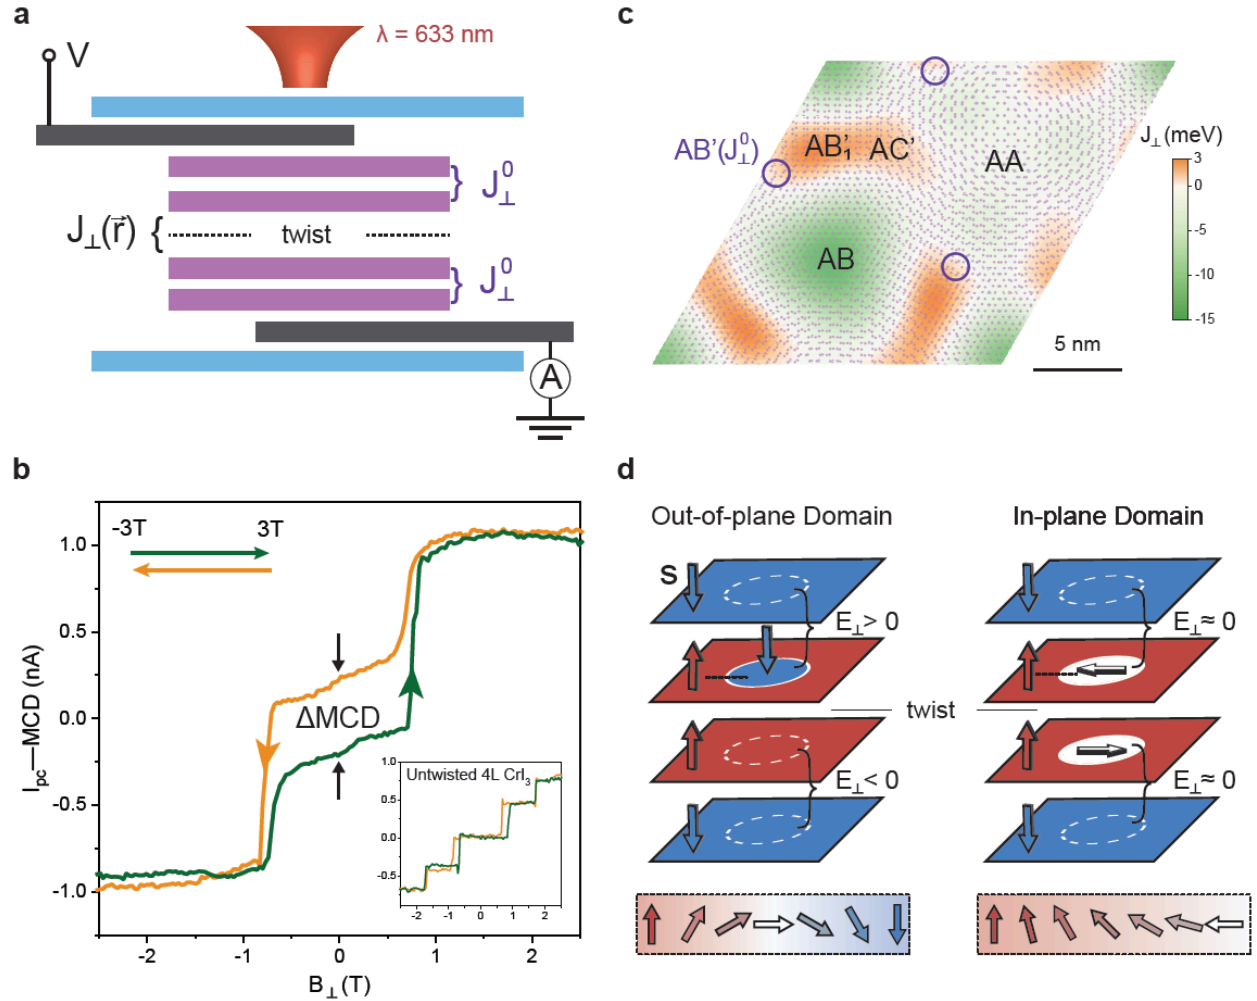 a
λ = 633 nm
V
J⊥⁰
J⊥(r⃗)
twist
J⊥⁰
A
b
-3T 3T
1.0
0.5
0.0
-0.5
-1.0
I_pc—MCD (nA)
ΔMCD
Untwisted 4L CrI₃
0.5
1.0
0.5
0.0
-0.5
-2 -1 0 1 2
-2 -1 0 1 2
B⊥(T)
c
AB'(J⊥⁰)
AB'₁ AC'
AA
AB
J⊥(meV)
3
0
-5
-10
-15
5 nm
d
Out-of-plane Domain
In-plane Domain
S
E⊥> 0
E⊥≈ 0
twist
E⊥< 0
E⊥≈ 0